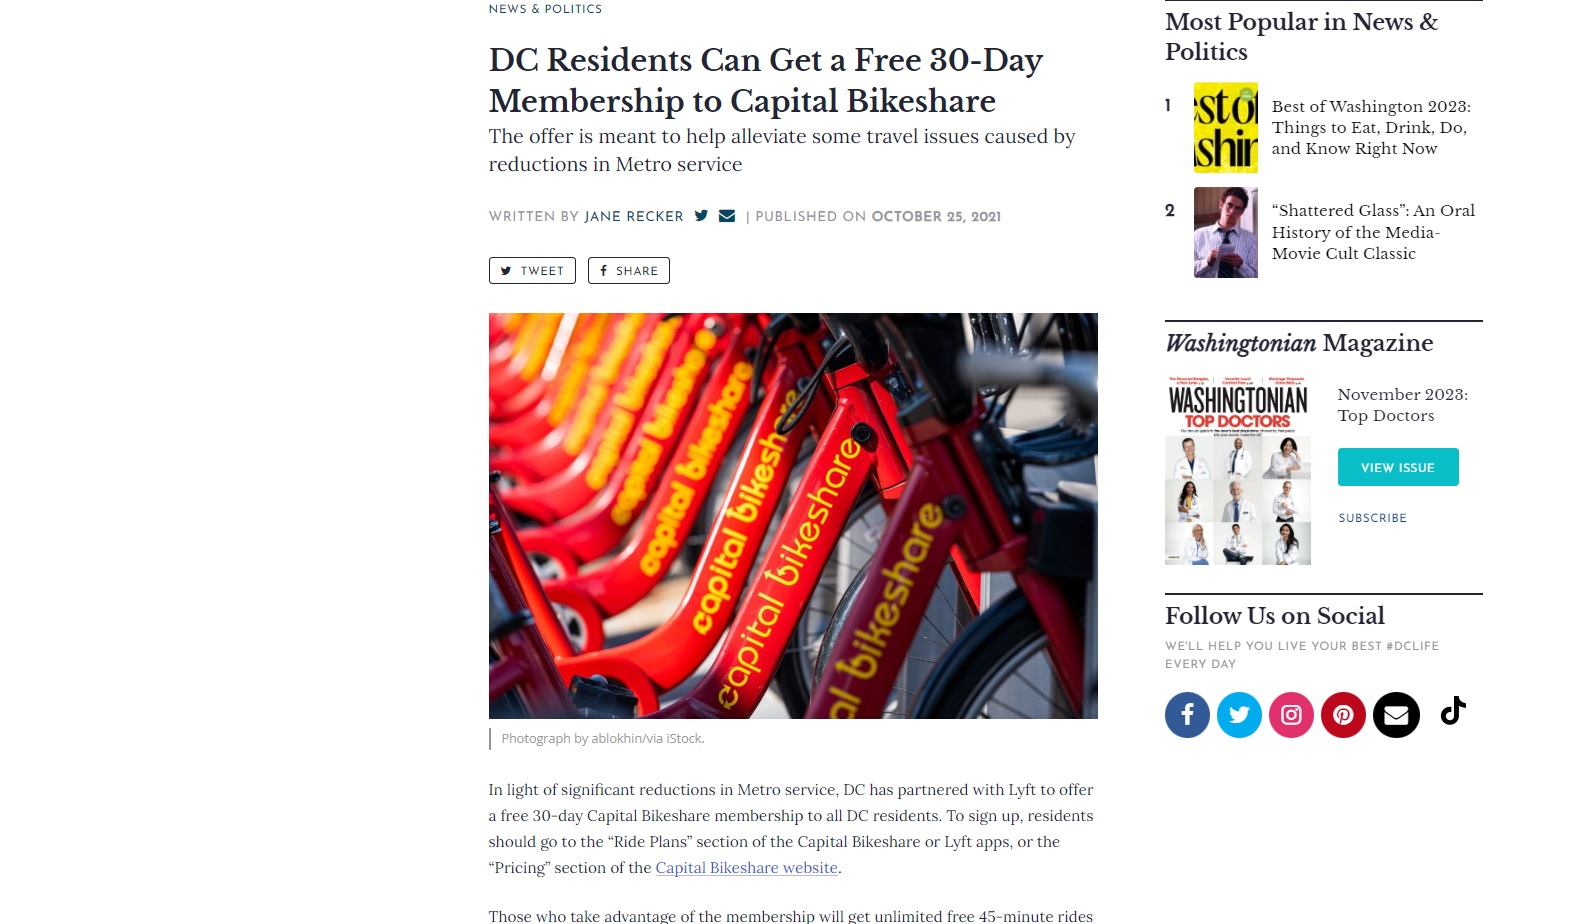 NEWS & POLITICS
DC Residents Can Get a Free 30-Day
Membership to Capital Bikeshare
The offer is meant to help alleviate some travel issues caused by
reductions in Metro service
WRITTEN BY JANE RECKER | PUBLISHED ON OCTOBER 25, 2021
TWEET SHARE
capital bikeshare
capital bikeshare
capital bikeshare
capital bikeshare
al bikeshare
Photograph by ablokhin/via iStock.
In light of significant reductions in Metro service, DC has partnered with Lyft to offer
a free 30-day Capital Bikeshare membership to all DC residents. To sign up, residents
should go to the “Ride Plans” section of the Capital Bikeshare or Lyft apps, or the
“Pricing” section of the Capital Bikeshare website.
Those who take advantage of the membership will get unlimited free 45-minute rides
Most Popular in News &
Politics
1
st of
shin
Best of Washington 2023:
Things to Eat, Drink, Do,
and Know Right Now
2
“Shattered Glass”: An Oral
History of the Media-
Movie Cult Classic
Washingtonian Magazine
WASHINGTONIAN
TOP DOCTORS
November 2023:
Top Doctors
VIEW ISSUE
SUBSCRIBE
Follow Us on Social
WE'LL HELP YOU LIVE YOUR BEST #DCLIFE
EVERY DAY